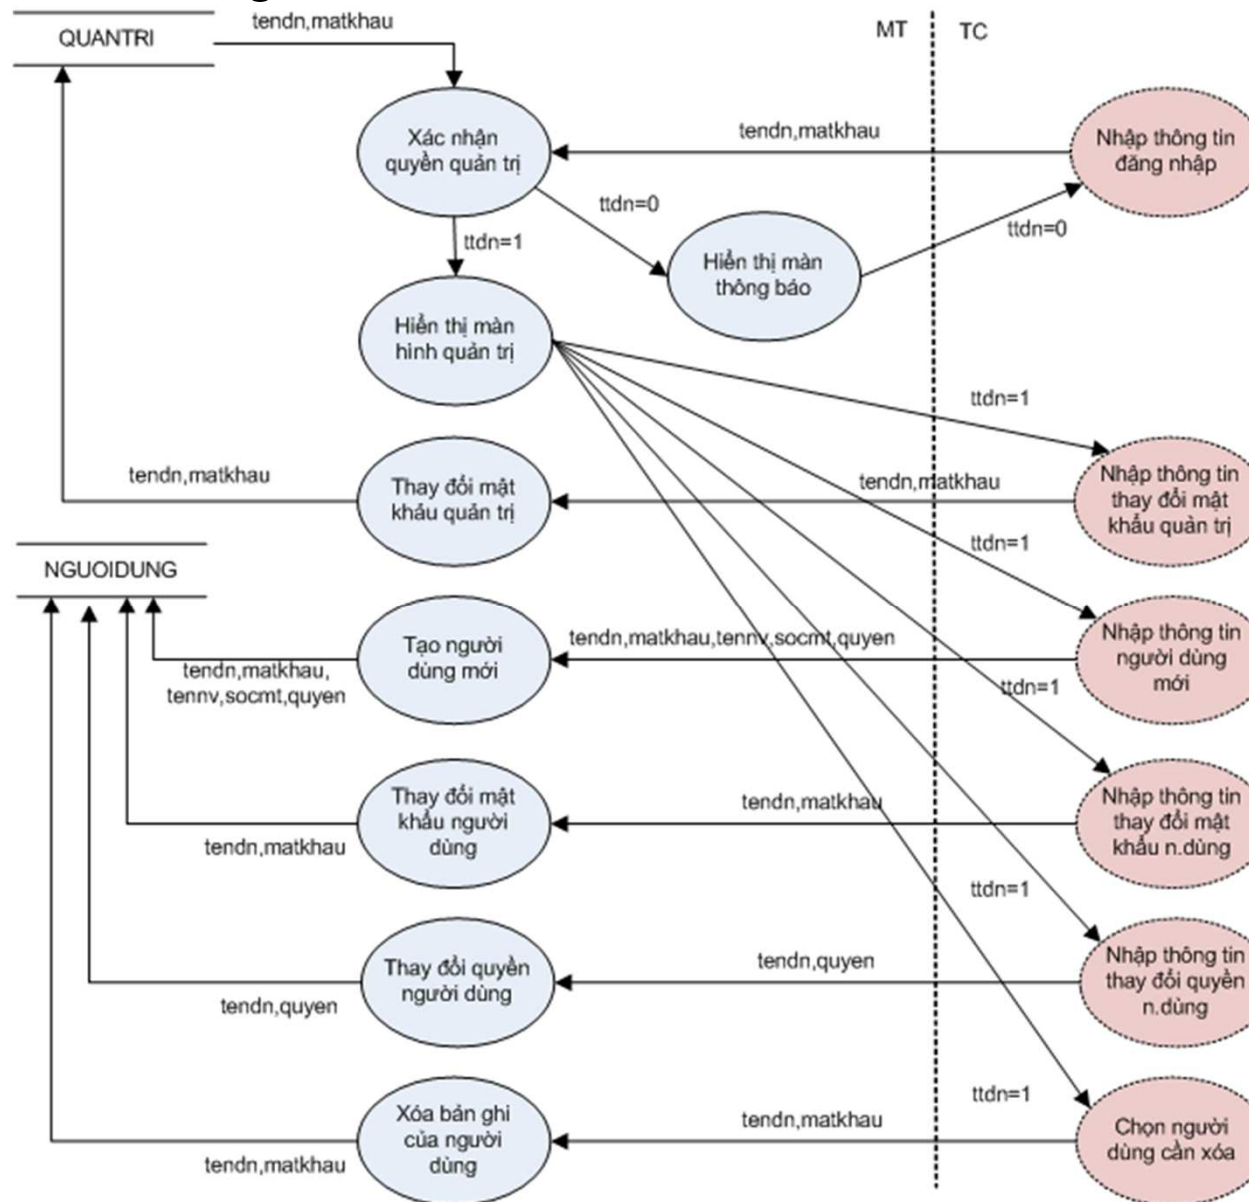 tendn,matkhau
QUANTRI
MT
TC
Xác nhận
quyền quản trị
tendn,matkhau
Nhập thông tin
đăng nhập
ttdn=0
ttdn=0
ttdn=1
Hiển thị màn
thông báo
Hiển thị màn
hình quản trị
ttdn=1
tendn,matkhau
Thay đổi mật
khẩu quản trị
tendn,matkhau
Nhập thông tin
thay đổi mật
khẩu quản trị
ttdn=1
NGUOIDUNG
Tạo người
dùng mới
tendn,matkhau,tennv,socmt,quyen
Nhập thông tin
người dùng
mới
tendn,matkhau,
tennv,socmt,quyen
ttdn=1
Thay đổi mật
khẩu người
dùng
tendn,matkhau
Nhập thông tin
thay đổi mật
khẩu n.dùng
tendn,matkhau
ttdn=1
Thay đổi quyền
người dùng
tendn,quyen
Nhập thông tin
thay đổi quyền
n.dùng
tendn,quyen
ttdn=1
Xóa bản ghi
của người
dùng
tendn,matkhau
Chọn người
dùng cần xóa
tendn,matkhau